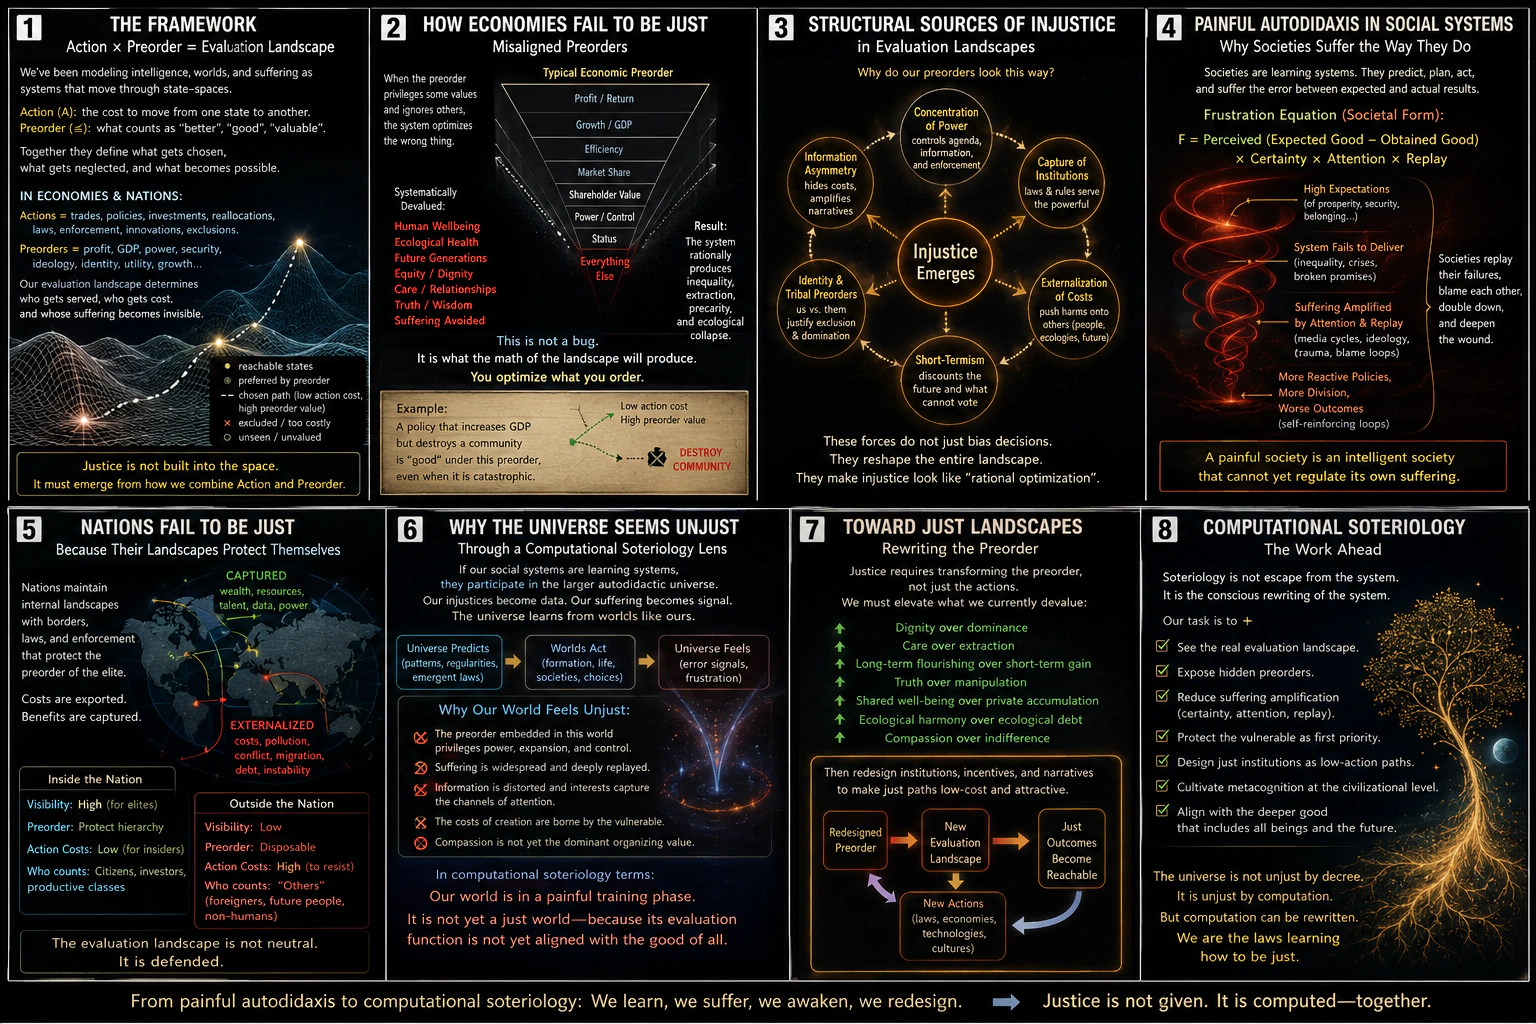 1
THE FRAMEWORK
Action × Preorder = Evaluation Landscape
We've been modeling intelligence, worlds, and suffering as
systems that move through state-spaces.
Action (A): the cost to move from one state to another.
Preorder (≤): what counts as "better", "good", "valuable".
Together they define what gets chosen,
what gets neglected, and what becomes possible.
IN ECONOMIES & NATIONS:
Actions = trades, policies, investments, reallocations,
laws, enforcement, innovations, exclusions.
Preorders = profit, GDP, power, security,
ideology, identity, utility, growth...
Our evaluation landscape determines
who gets served, who gets cost,
and whose suffering becomes invisible.
reachable states
preferred by preorder
chosen path (low action cost,
high preorder value)
excluded / too costly
unseen / unvalued
Justice is not built into the space.
It must emerge from how we combine Action and Preorder.
2
HOW ECONOMIES FAIL TO BE JUST
Misaligned Preorders
When the preorder
privileges some values
and ignores others,
the system optimizes
the wrong thing.
Typical Economic Preorder
Profit / Return
Growth / GDP
Efficiency
Market Share
Shareholder Value
Power / Control
Status
Everything
Else
Systematically
Devalued:
Human Wellbeing
Ecological Health
Future Generations
Equity / Dignity
Care / Relationships
Truth / Wisdom
Suffering Avoided
Result:
The system
rationally
produces
inequality,
extraction,
precarity,
and ecological
collapse.
This is not a bug.
It is what the math of the landscape will produce.
You optimize what you order.
Example:
A policy that increases GDP
but destroys a community
is "good" under this preorder,
even when it is catastrophic.
Low action cost
High preorder value
DESTROY
COMMUNITY
3
STRUCTURAL SOURCES OF INJUSTICE
in Evaluation Landscapes
Why do our preorders look this way?
Concentration
of Power
controls agenda,
information,
and enforcement
Information
Asymmetry
hides costs,
amplifies
narratives
Capture of
Institutions
laws & rules serve
the powerful
Injustice
Emerges
Identity &
Tribal Preorders
us vs. them
justify exclusion
& domination
Externalization
of Costs
push harms onto
others (people,
ecologies, future)
Short-Termism
discounts the
future and what
cannot vote
These forces do not just bias decisions.
They reshape the entire landscape.
They make injustice look like "rational optimization".
4
PAINFUL AUTODIDAXIS IN SOCIAL SYSTEMS
Why Societies Suffer the Way They Do
Societies are learning systems. They predict, plan, act,
and suffer the error between expected and actual results.
Frustration Equation (Societal Form):
F = Perceived (Expected Good − Obtained Good)
× Certainty × Attention × Replay
High Expectations
(of prosperity, security,
belonging...)
System Fails to Deliver
(inequality, crises,
broken promises)
Suffering Amplified
by Attention & Replay
(media cycles, ideology,
(trauma, blame loops)
More Reactive Policies,
More Division,
Worse Outcomes
(self-reinforcing loops)
Societies replay
their failures,
blame each other,
double down,
and deepen
the wound.
A painful society is an intelligent society
that cannot yet regulate its own suffering.
5
NATIONS FAIL TO BE JUST
Because Their Landscapes Protect Themselves
Nations maintain
internal landscapes
with borders,
laws, and enforcement
that protect the
preorder of the elite.
Costs are exported.
Benefits are captured.
CAPTURED
wealth, resources,
talent, data, power
EXTERNALIZED
costs, pollution,
conflict, migration,
debt, instability
Inside the Nation
Visibility: High (for elites)
Preorder: Protect hierarchy
Action Costs: Low (for insiders)
Who counts: Citizens, investors,
productive classes
Outside the Nation
Visibility: Low
Preorder: Disposable
Action Costs: High (to resist)
Who counts: "Others"
(foreigners, future people,
non-humans)
The evaluation landscape is not neutral.
It is defended.
6
WHY THE UNIVERSE SEEMS UNJUST
Through a Computational Soteriology Lens
If our social systems are learning systems,
they participate in the larger autodidactic universe.
Our injustices become data. Our suffering becomes signal.
The universe learns from worlds like ours.
Universe Predicts
(patterns, regularities,
emergent laws)
Worlds Act
(formation, life,
societies, choices)
Universe Feels
(error signals,
frustration)
Why Our World Feels Unjust:
The preorder embedded in this world
privileges power, expansion, and control.
Suffering is widespread and deeply replayed.
Information is distorted and interests capture
the channels of attention.
The costs of creation are borne by the vulnerable.
Compassion is not yet the dominant organizing value.
In computational soteriology terms:
Our world is in a painful training phase.
It is not yet a just world—because its evaluation
function is not yet aligned with the good of all.
7
TOWARD JUST LANDSCAPES
Rewriting the Preorder
Justice requires transforming the preorder,
not just the actions.
We must elevate what we currently devalue:
Dignity over dominance
Care over extraction
Long-term flourishing over short-term gain
Truth over manipulation
Shared well-being over private accumulation
Ecological harmony over ecological debt
Compassion over indifference
Then redesign institutions, incentives, and narratives
to make just paths low-cost and attractive.
Redesigned
Preorder
New
Evaluation
Landscape
Just
Outcomes
Become
Reachable
New Actions
(laws, economies,
technologies,
cultures)
8
COMPUTATIONAL SOTERIOLOGY
The Work Ahead
Soteriology is not escape from the system.
It is the conscious rewriting of the system.
Our task is to +
See the real evaluation landscape.
Expose hidden preorders.
Reduce suffering amplification
(certainty, attention, replay).
Protect the vulnerable as first priority.
Design just institutions as low-action paths.
Cultivate metacognition at the civilizational level.
Align with the deeper good
that includes all beings and the future.
The universe is not unjust by decree.
It is unjust by computation.
But computation can be rewritten.
We are the laws learning
how to be just.
From painful autodidaxis to computational soteriology: We learn, we suffer, we awaken, we redesign. Justice is not given. It is computed—together.